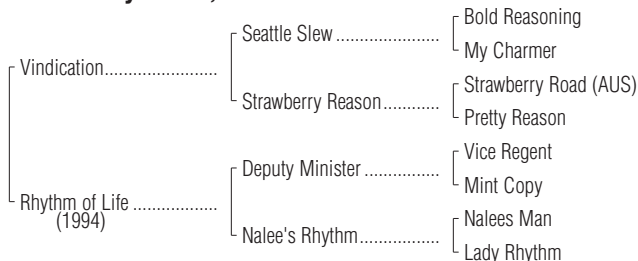 Bold Reasoning
Seattle Slew ........................
My Charmer
Vindication..........................
Strawberry Road (AUS)
Strawberry Reason............
Pretty Reason
Vice Regent
Deputy Minister .................
Mint Copy
Rhythm of Life ...................
(1994)
Nalees Man
Nalee's Rhythm..................
Lady Rhythm